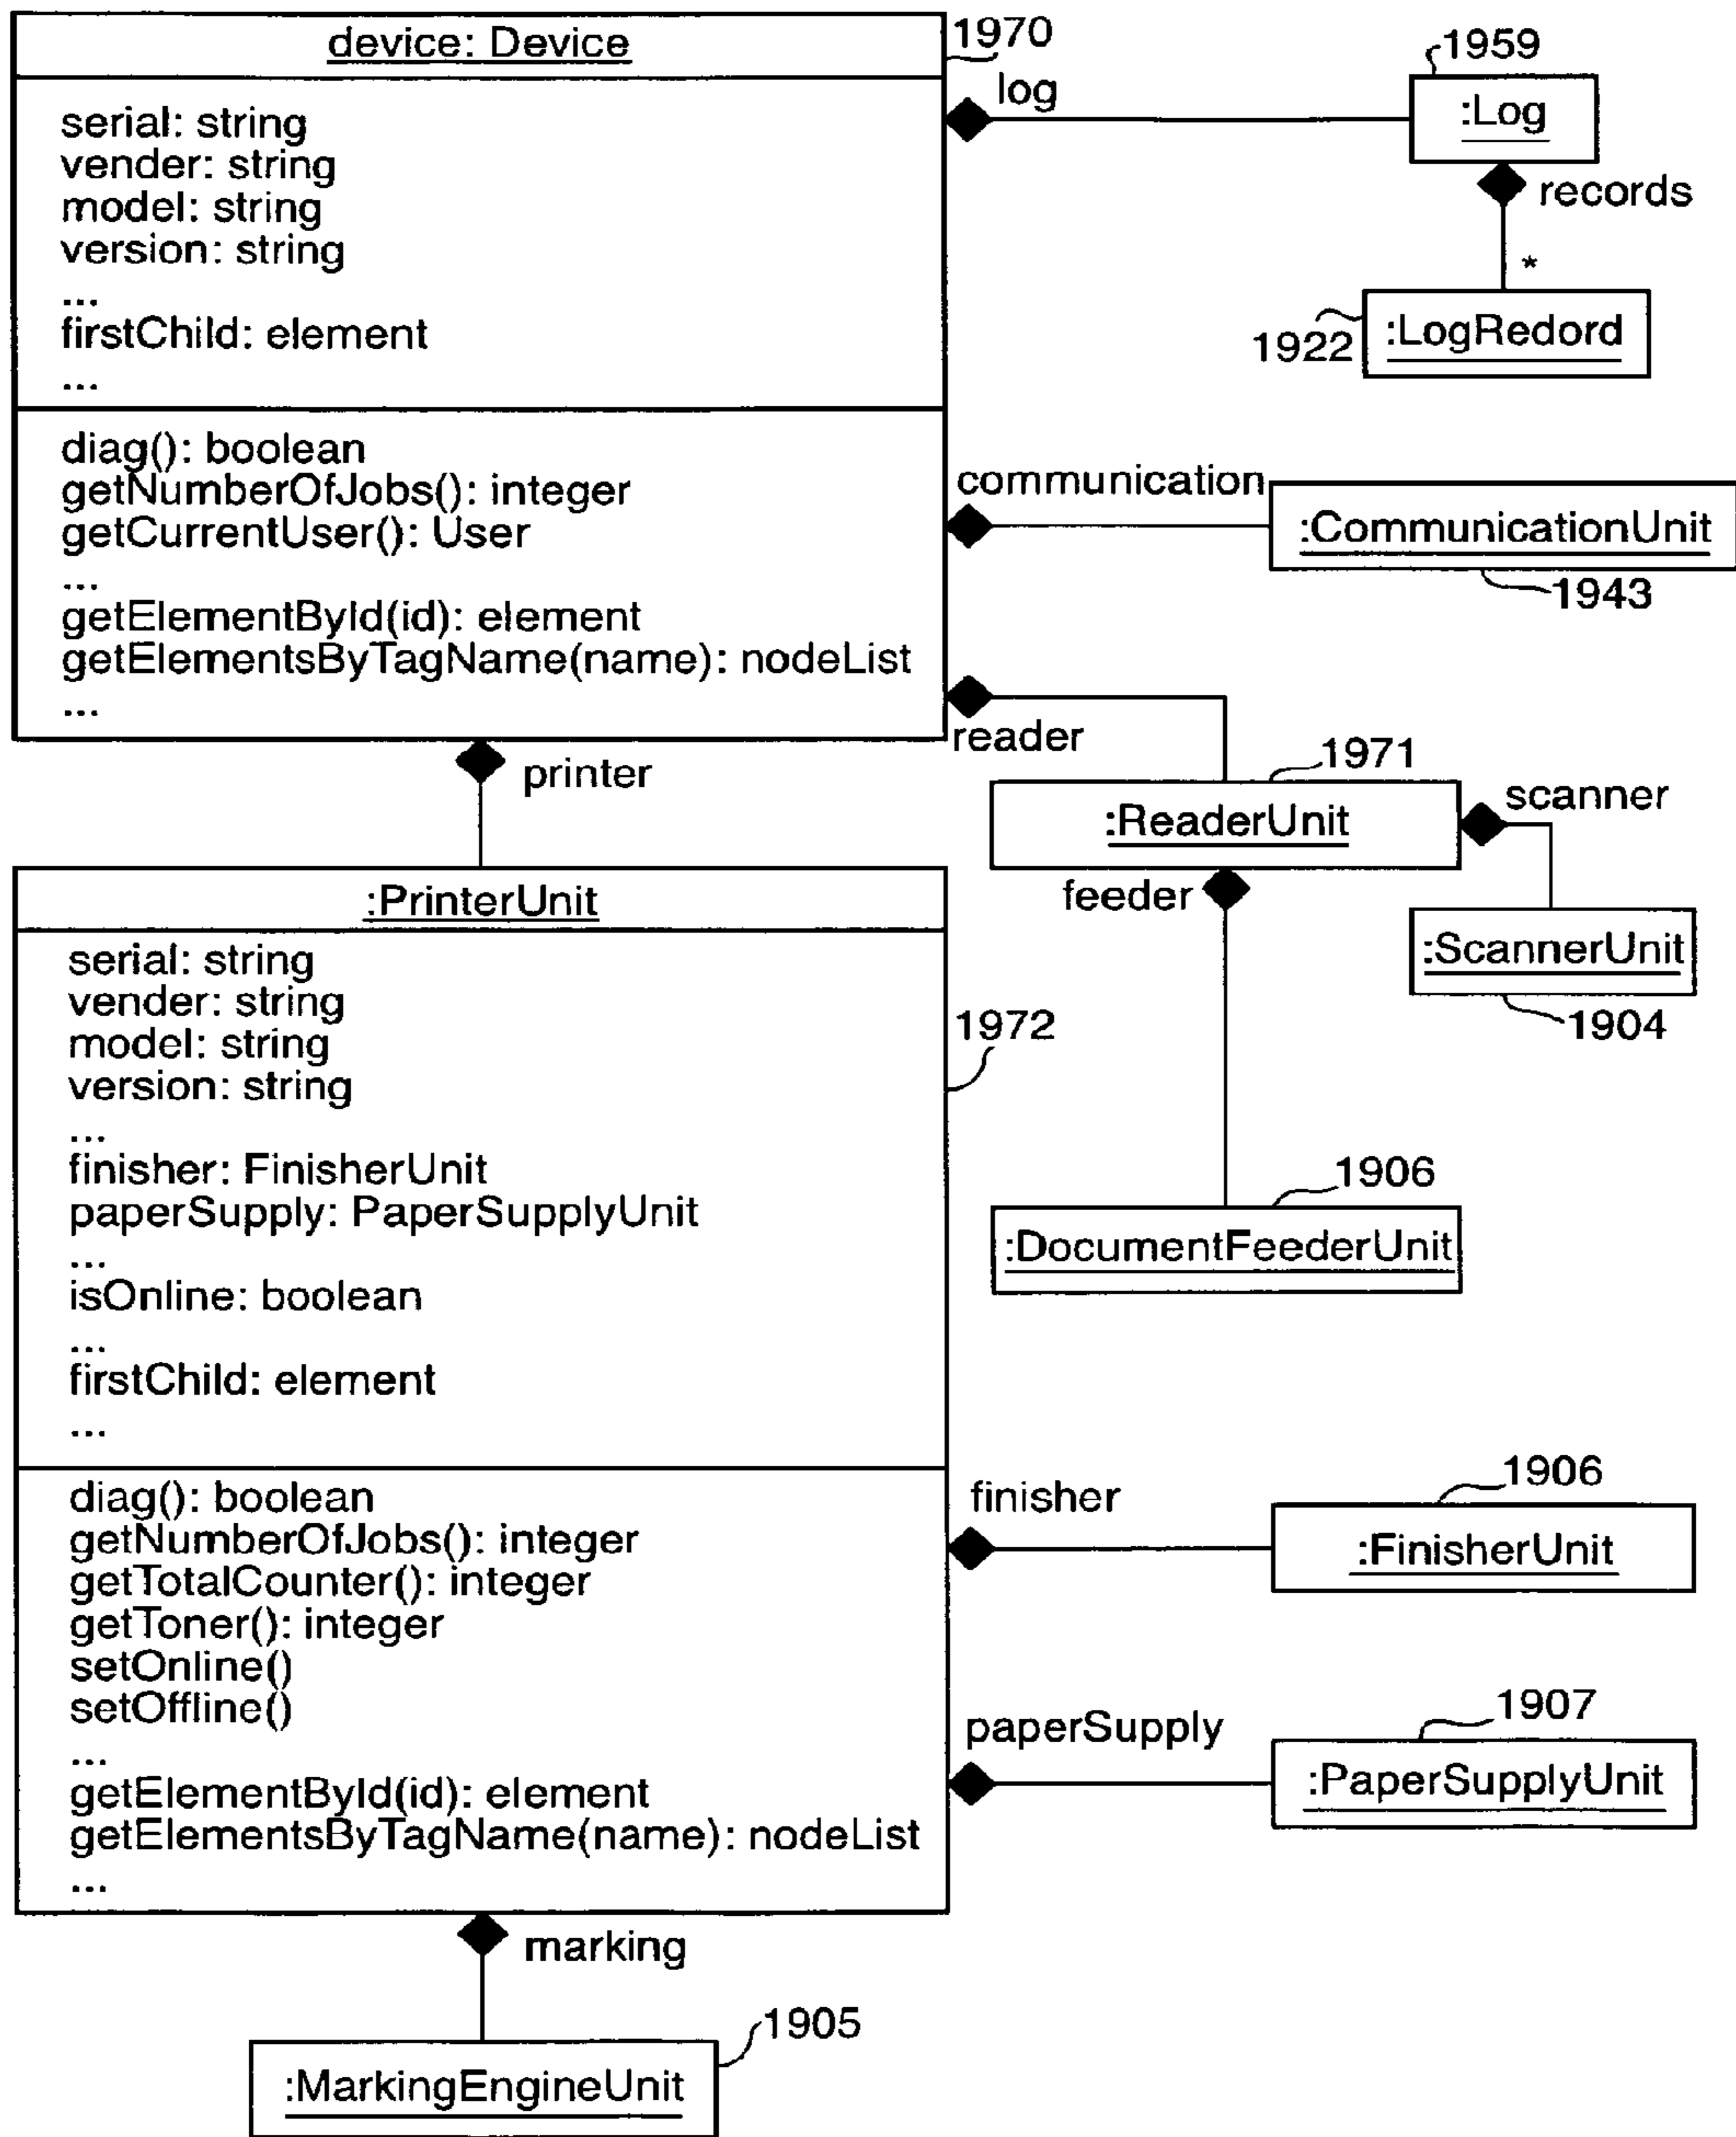 device: Device
1970
serial: string
vender: string
model: string
version: string
...
firstChild: element
...
diag(): boolean
getNumberOfJobs(): integer
getCurrentUser(): User
...
getElementById(id): element
getElementsByTagName(name): nodeList
...
log
1959
:Log
records
*
1922
:LogRedord
communication
:CommunicationUnit
1943
reader
1971
:ReaderUnit
scanner
:ScannerUnit
1904
feeder
1906
:DocumentFeederUnit
printer
:PrinterUnit
1972
serial: string
vender: string
model: string
version: string
...
finisher: FinisherUnit
paperSupply: PaperSupplyUnit
...
isOnline: boolean
...
firstChild: element
...
diag(): boolean
getNumberOfJobs(): integer
getTotalCounter(): integer
getToner(): integer
setOnline()
setOffline()
...
getElementById(id): element
getElementsByTagName(name): nodeList
...
finisher
1906
:FinisherUnit
paperSupply
1907
:PaperSupplyUnit
marking
1905
:MarkingEngineUnit